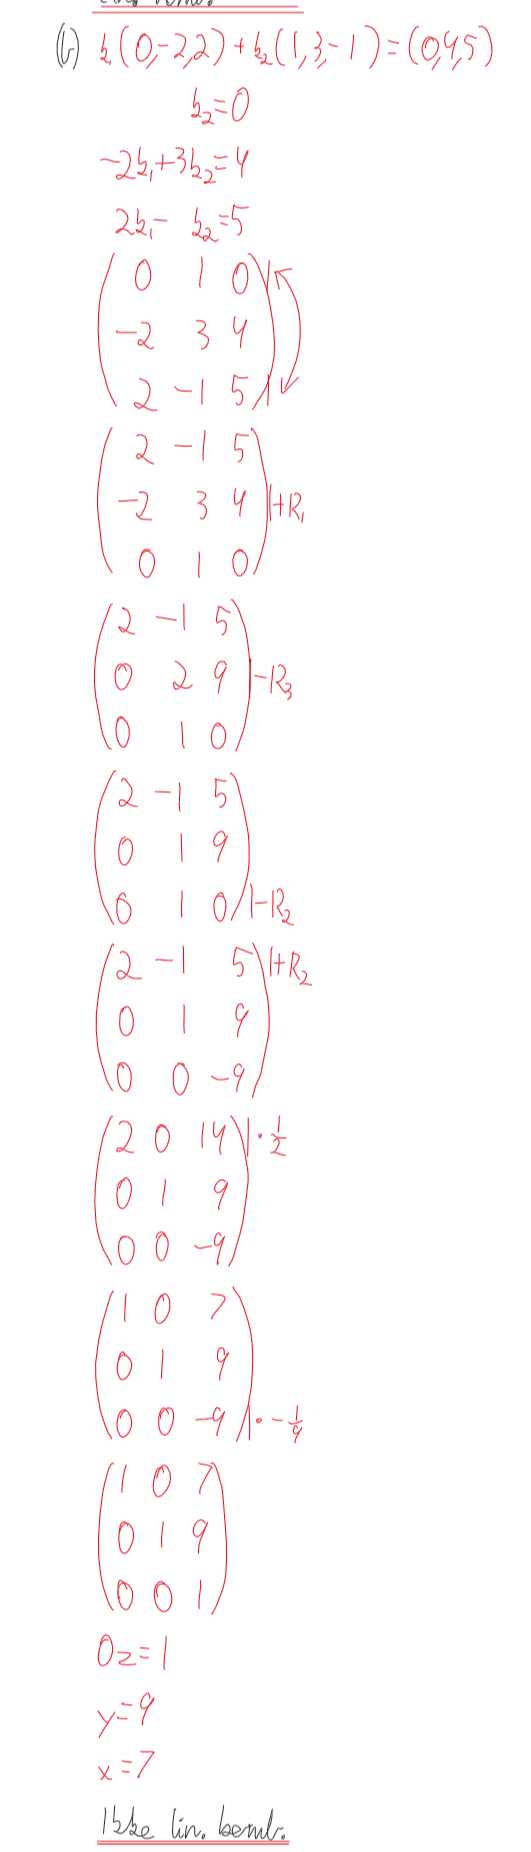 (b) k₁(0,-2,2)+k₂(1,3,-1)=(0,4,5)
k₂=0
-2k₁+3k₂=4
2k₁- k₂=5
0 1 0
-2 3 4
2 -1 5
2 -1 5
-2 3 4 |+R₁
0 1 0
2 -1 5
0 2 9 |-R₃
0 1 0
2 -1 5
0 1 9
0 1 0 |-R₂
2 -1 5 |+R₂
0 1 9
0 0 -9
2 0 14 |· 1/2
0 1 9
0 0 -9
1 0 7
0 1 9
0 0 -9 |· -1/9
1 0 7
0 1 9
0 0 1
0z=1
y=9
x=7
Ikke lin. komb.